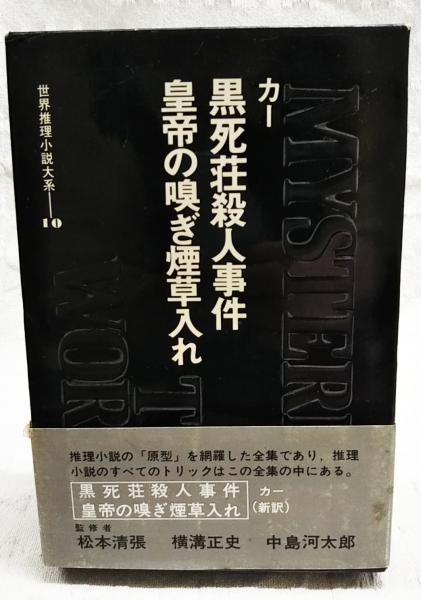 カー
黒死荘殺人事件
皇帝の嗅ぎ煙草入れ
世界推理小説大系—10
MYSTERI
T
WOR
推理小説の「原型」を網羅した全集であり，推理
小説のすべてのトリックはこの全集の中にある。
黒死荘殺人事件
皇帝の嗅ぎ煙草入れ
カー
(新訳)
監修者
松本清張 横溝正史 中島河太郎